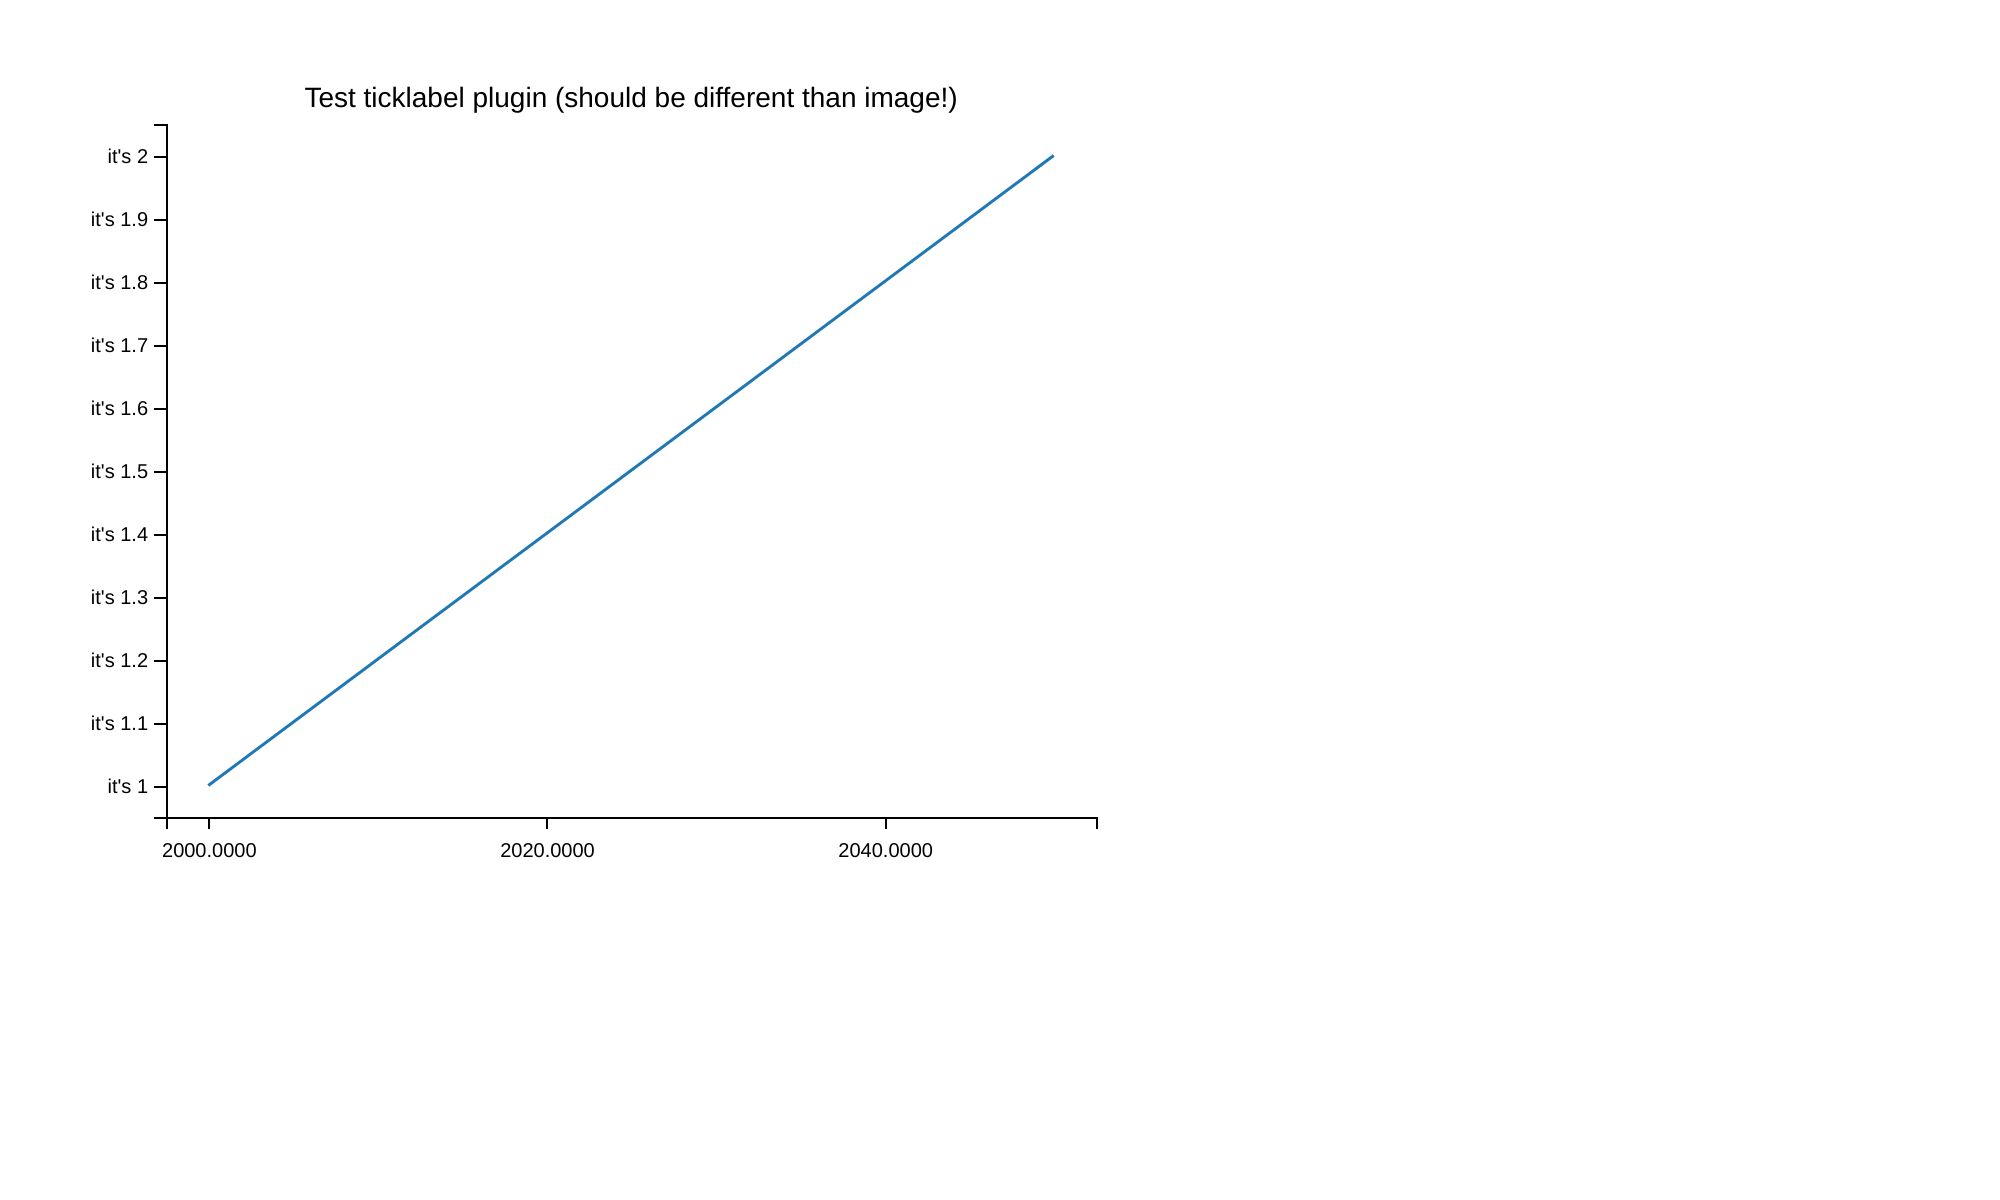 Test ticklabel plugin (should be different than image!)
it's 2
it's 1.9
it's 1.8
it's 1.7
it's 1.6
it's 1.5
it's 1.4
it's 1.3
it's 1.2
it's 1.1
it's 1
2000.0000 2020.0000 2040.0000